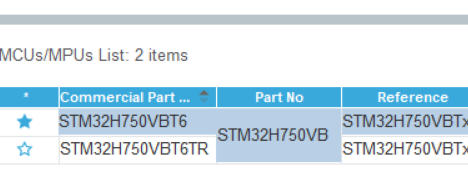 MCUs/MPUs List: 2 items
* Commercial Part ... Part No Reference
STM32H750VBT6 STM32H750VB STM32H750VBTx
STM32H750VBT6TR STM32H750VBTx